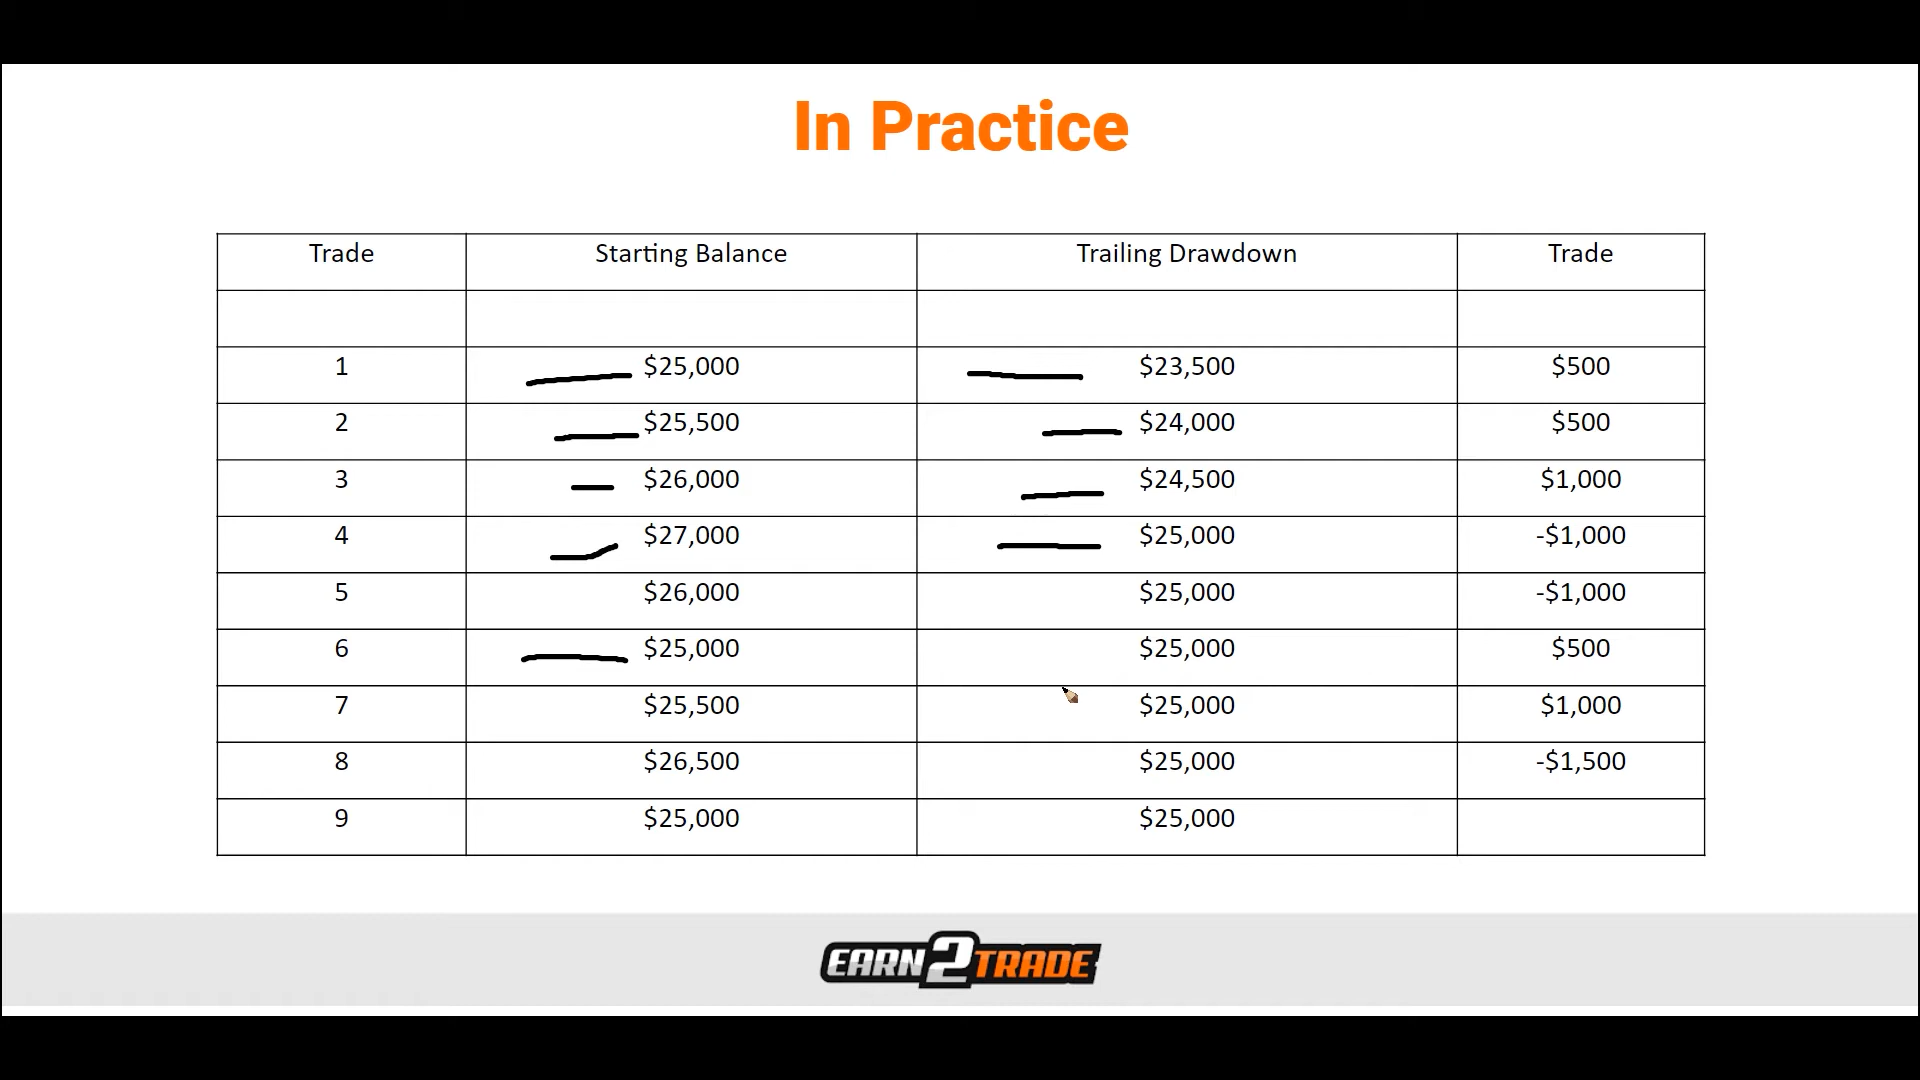 In Practice
Trade Starting Balance Trailing Drawdown Trade
1 $25,000 $23,500 $500
2 $25,500 $24,000 $500
3 $26,000 $24,500 $1,000
4 $27,000 $25,000 -$1,000
5 $26,000 $25,000 -$1,000
6 $25,000 $25,000 $500
7 $25,500 $25,000 $1,000
8 $26,500 $25,000 -$1,500
9 $25,000 $25,000
EARN2TRADE